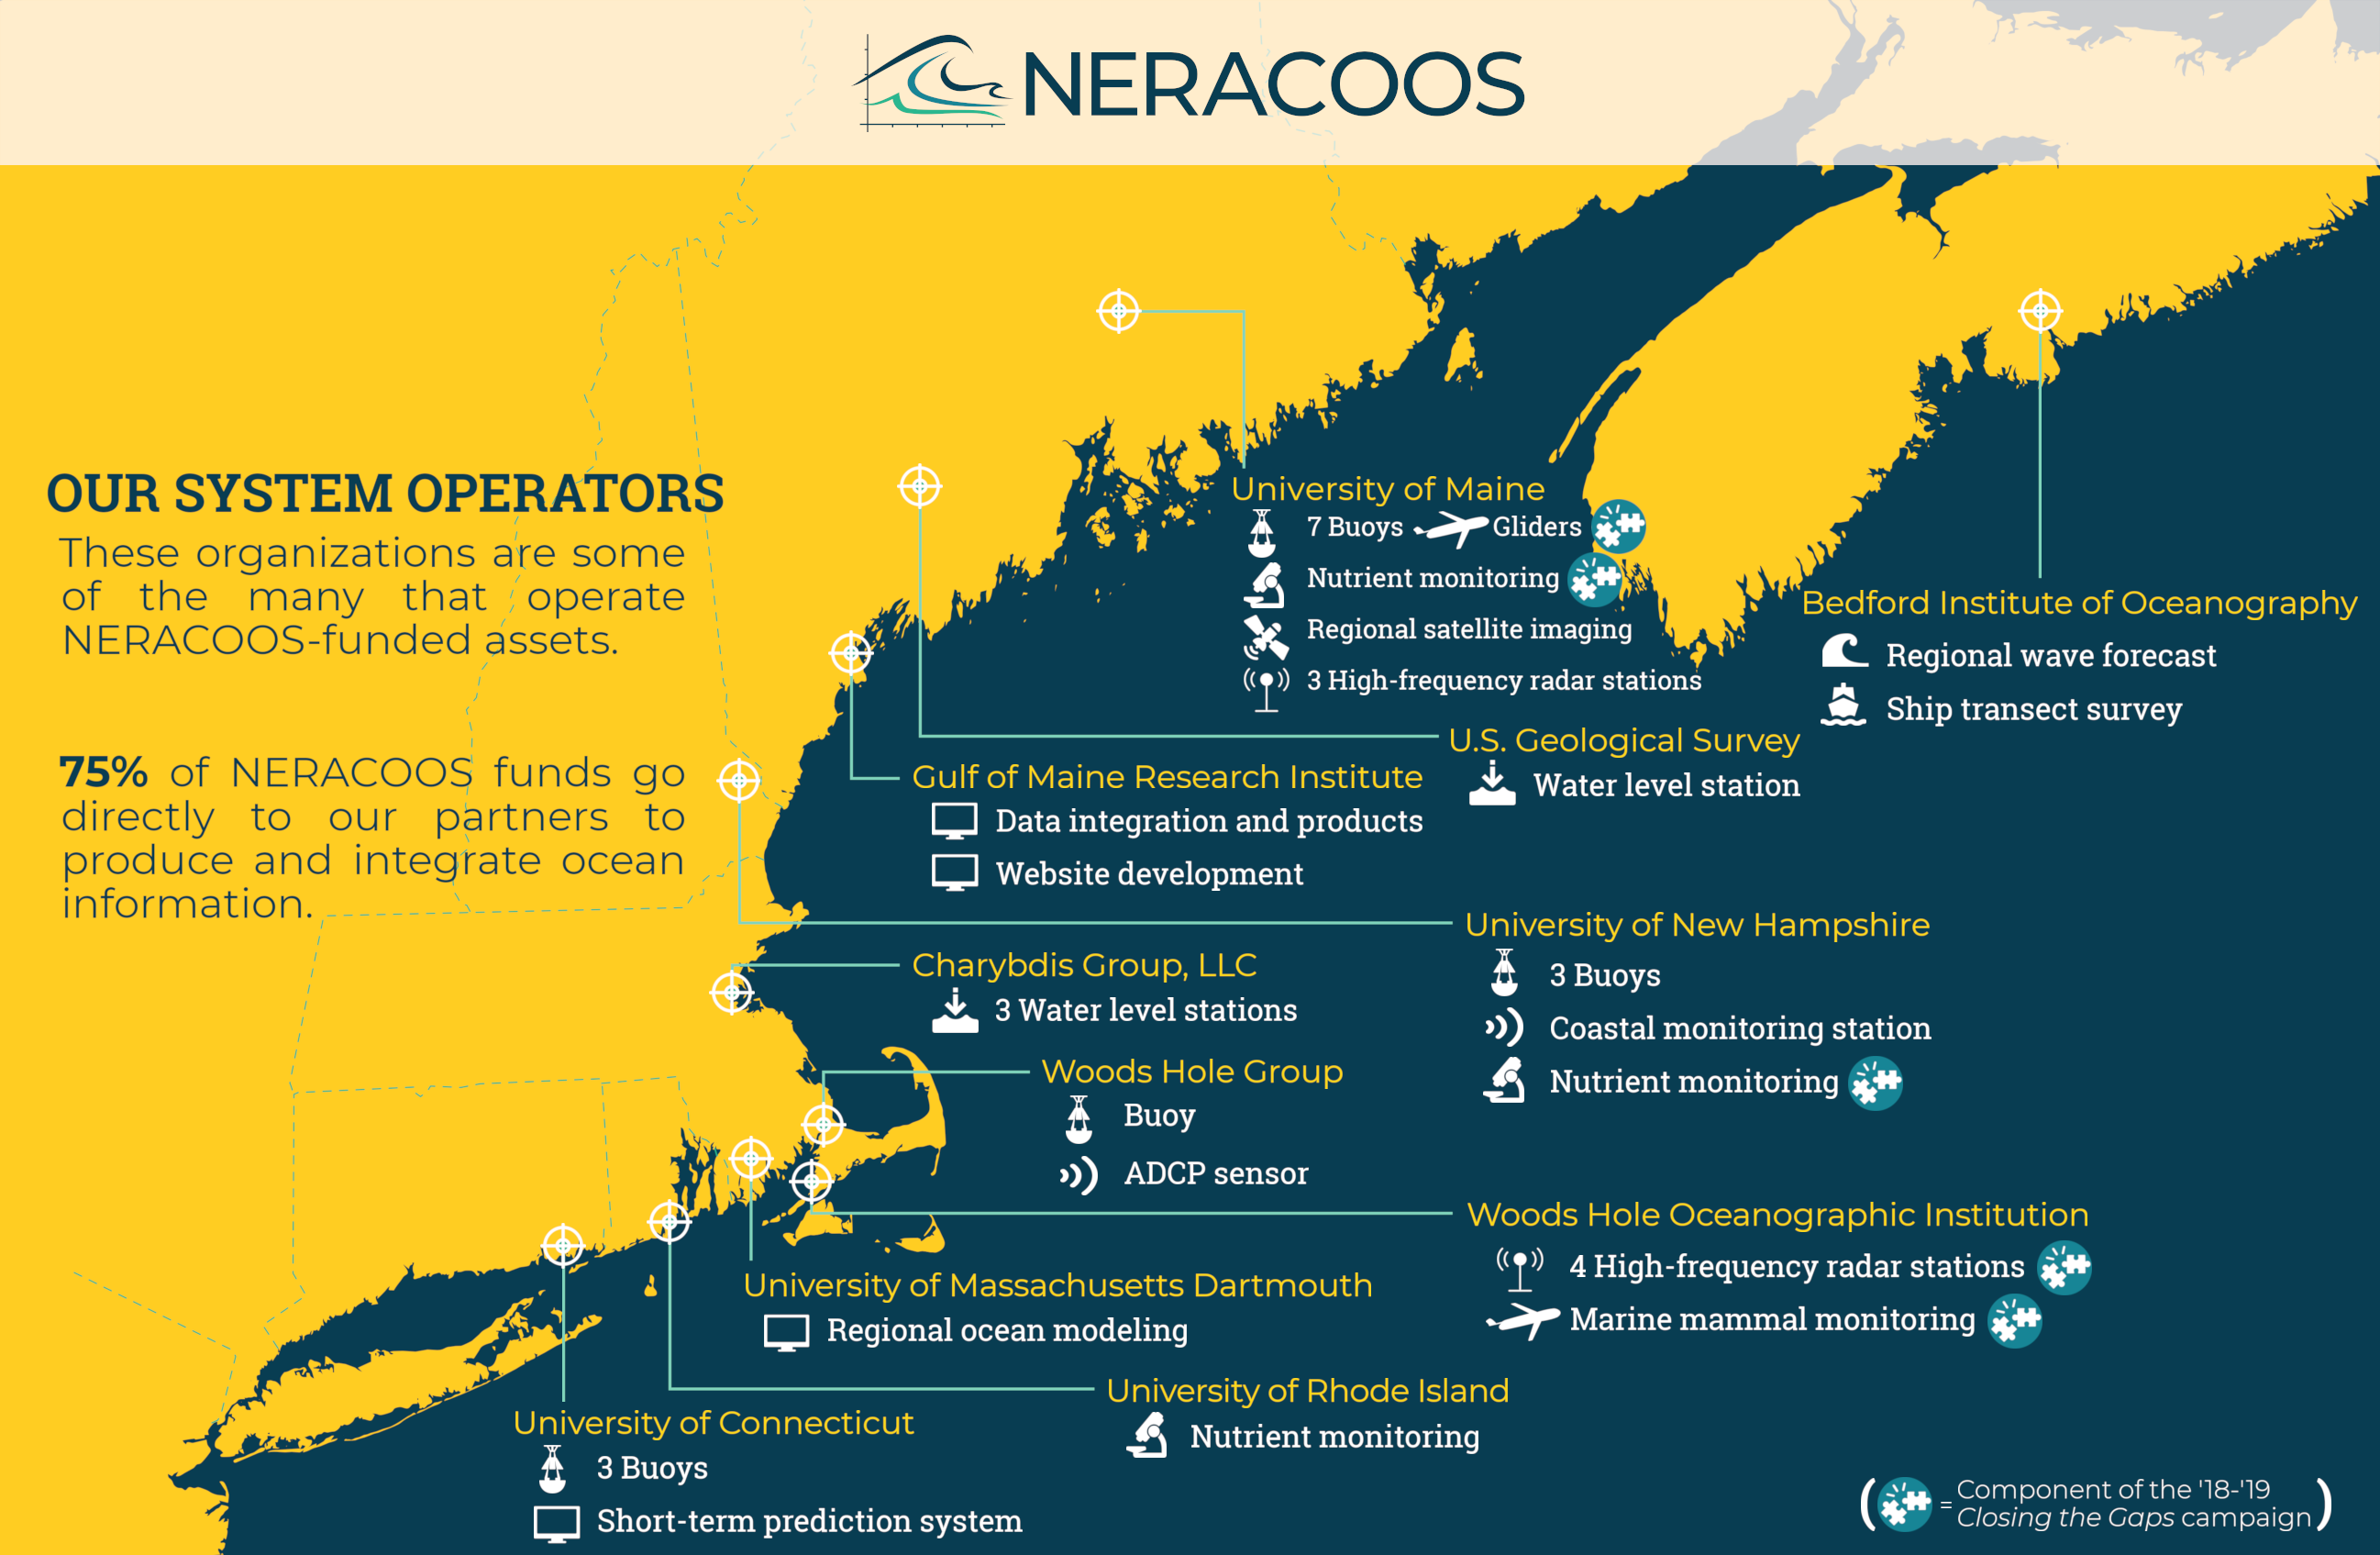 NERACOOS
OUR SYSTEM OPERATORS
These organizations are some
of the many that operate
NERACOOS-funded assets.
75% of NERACOOS funds go
directly to our partners to
produce and integrate ocean
information.
University of Maine
7 Buoys Gliders
Nutrient monitoring
Regional satellite imaging
3 High-frequency radar stations
Bedford Institute of Oceanography
Regional wave forecast
Ship transect survey
U.S. Geological Survey
Water level station
Gulf of Maine Research Institute
Data integration and products
Website development
University of New Hampshire
3 Buoys
Coastal monitoring station
Nutrient monitoring
Charybdis Group, LLC
3 Water level stations
Woods Hole Group
Buoy
ADCP sensor
Woods Hole Oceanographic Institution
4 High-frequency radar stations
Marine mammal monitoring
University of Massachusetts Dartmouth
Regional ocean modeling
University of Rhode Island
Nutrient monitoring
University of Connecticut
3 Buoys
Short-term prediction system
( = Component of the '18-'19
Closing the Gaps campaign )